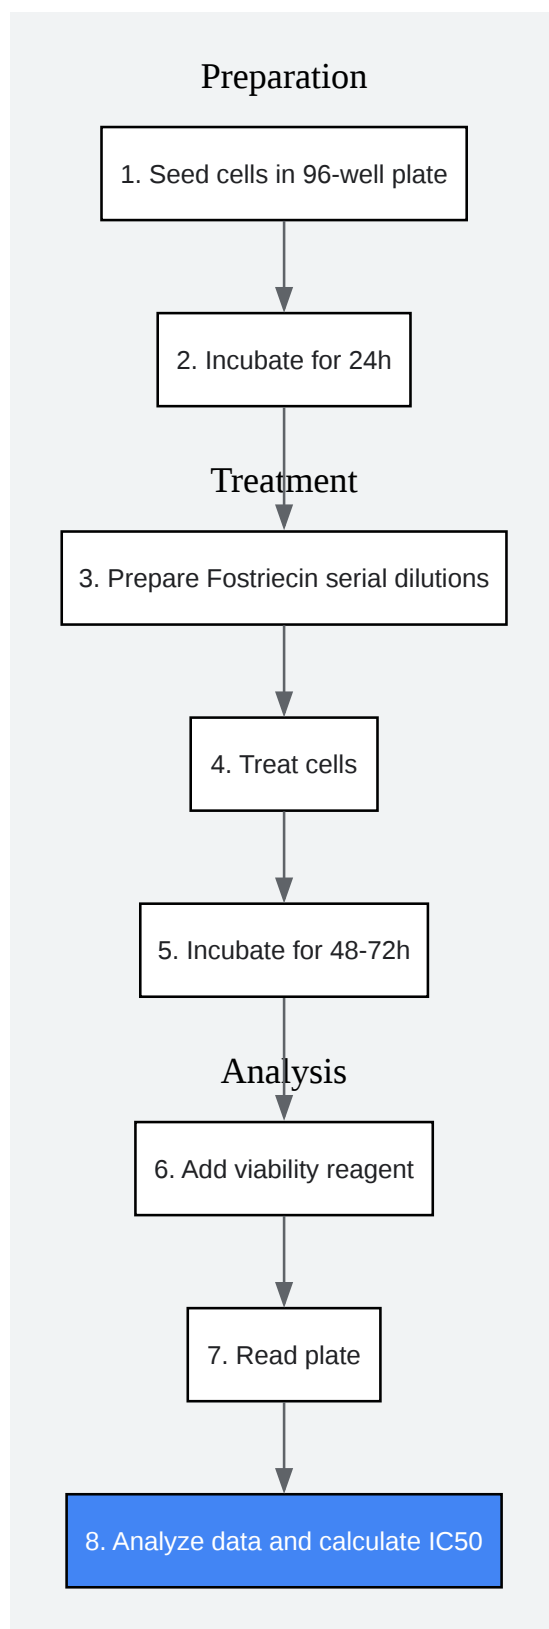 Preparation
1. Seed cells in 96-well plate
2. Incubate for 24h
Treatment
3. Prepare Fostriecin serial dilutions
4. Treat cells
5. Incubate for 48-72h
Analysis
6. Add viability reagent
7. Read plate
8. Analyze data and calculate IC50